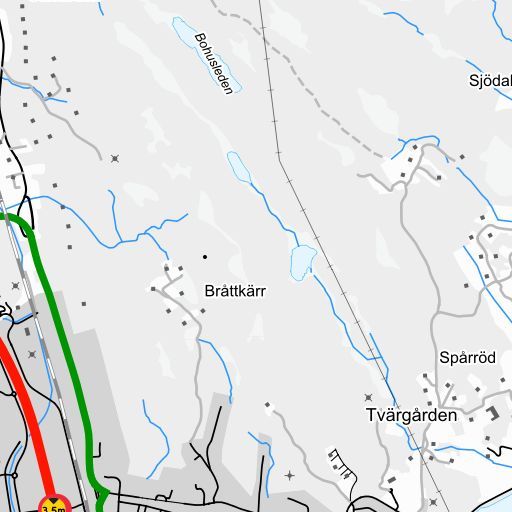 Bohusleden
Sjödal
Bråttkärr
Spårröd
Tvärgården
3.5m